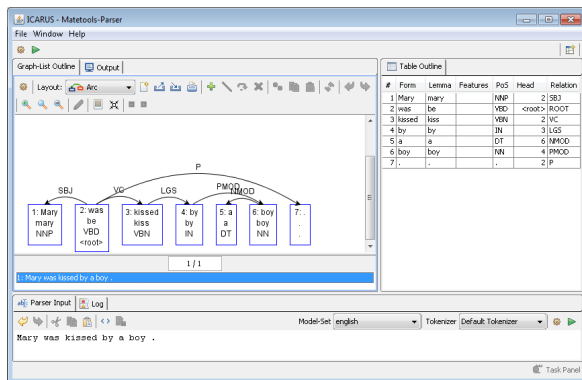 ICARUS - Matetools-Parser
File Window Help
Graph-List Outline Output
Layout: Arc
P
SBJ VC LGS PMOD NMOD
1: Mary 2: was 3: kissed 4: by 5: a 6: boy 7: .
mary be kiss by a boy .
NNP VBD VBN IN DT NN .
<root>
1 / 1
1: Mary was kissed by a boy .
Table Outline
# Form Lemma Features PoS Head Relation
1 Mary mary NNP 2 SBJ
2 was be VBD <root> ROOT
3 kissed kiss VBN 2 VC
4 by by IN 3 LGS
5 a a DT 6 NMOD
6 boy boy NN 4 PMOD
7 . . . 2 P
Parser Input Log
Model-Set english Tokenizer Default Tokenizer
Mary was kissed by a boy .
Task Panel